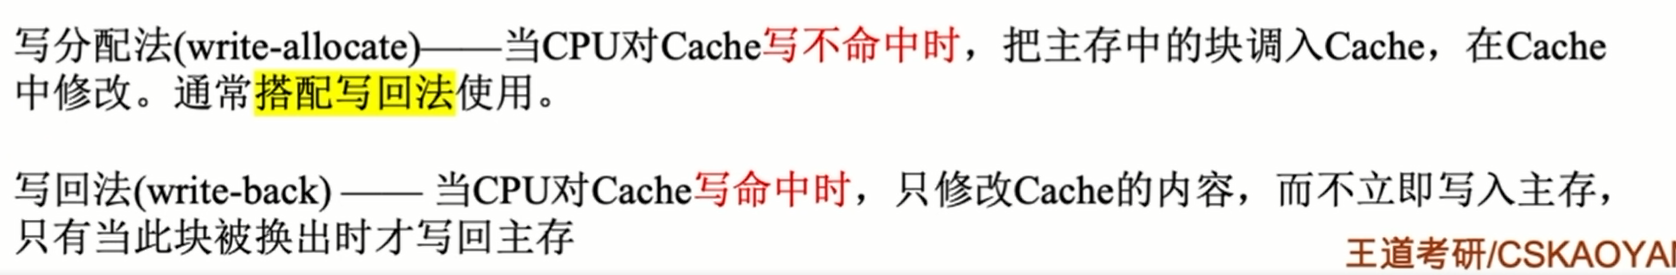 写分配法(write-allocate)——当CPU对Cache写不命中时，把主存中的块调入Cache，在Cache
中修改。通常搭配写回法使用。
写回法(write-back) —— 当CPU对Cache写命中时，只修改Cache的内容，而不立即写入主存，
只有当此块被换出时才写回主存
王道考研/CSKAOYA